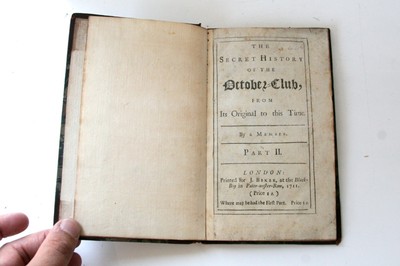 THE
SECRET HISTORY
OF THE
October-Club,
FROM
Its Original to this Time.
By a MEMBER.
PART II.
LONDON:
Printed for J. BAKER, at the Black-
Boy in Pater-noster-Row, 1711.
(Price 1 s.)
Where may be had the First Part. Price 1 s.